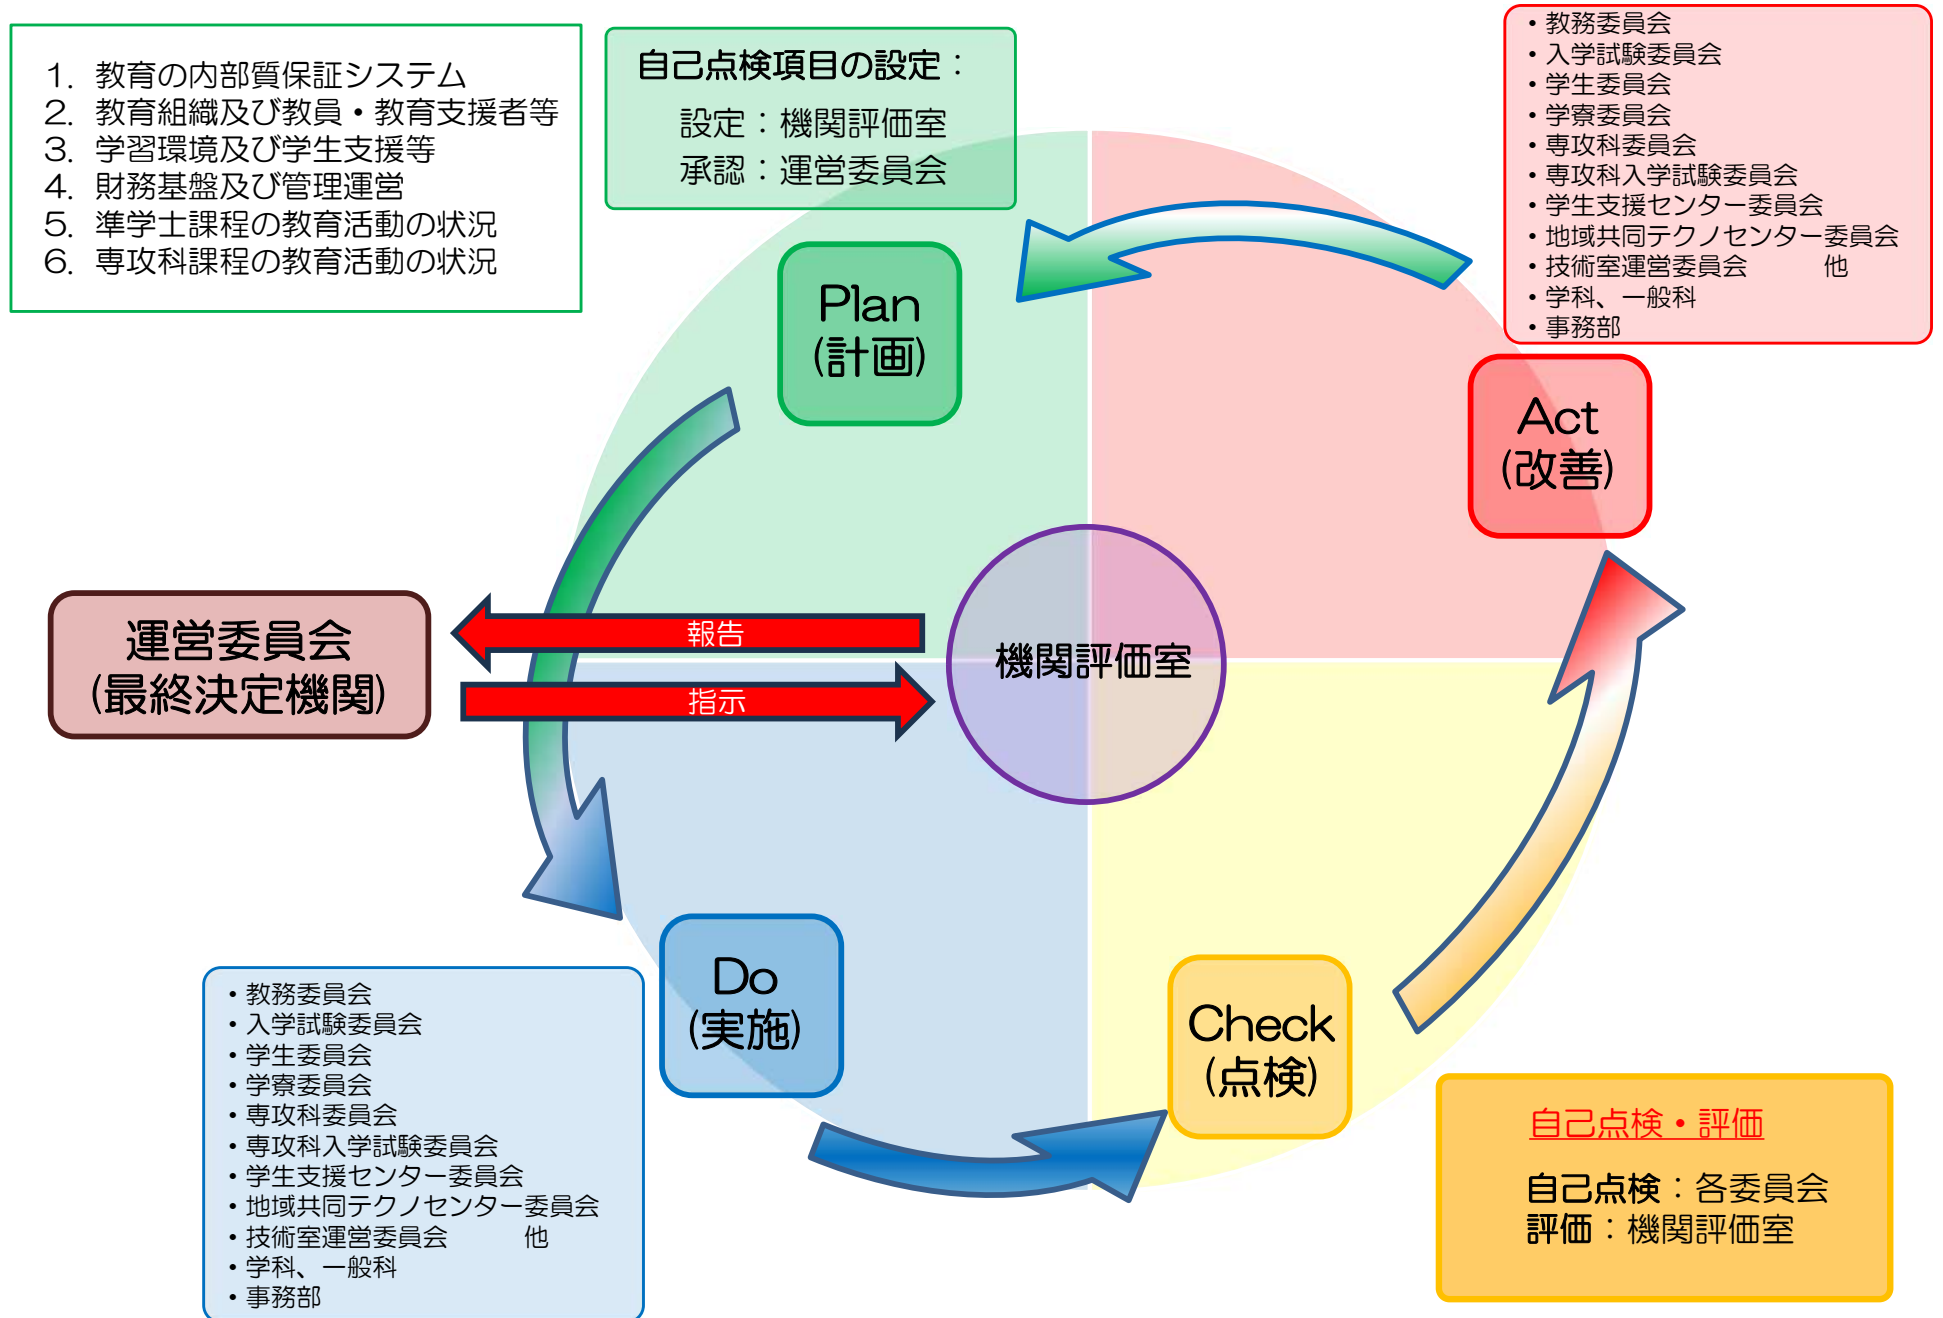 1. 教育の内部質保証システム
2. 教育組織及び教員・教育支援者等
3. 学習環境及び学生支援等
4. 財務基盤及び管理運営
5. 準学士課程の教育活動の状況
6. 専攻科課程の教育活動の状況
自己点検項目の設定：
設定：機関評価室
承認：運営委員会
・教務委員会
・入学試験委員会
・学生委員会
・学寮委員会
・専攻科委員会
・専攻科入学試験委員会
・学生支援センター委員会
・地域共同テクノセンター委員会
・技術室運営委員会　　　他
・学科、一般科
・事務部
Plan
(計画)
Act
(改善)
運営委員会
(最終決定機関)
報告
指示
機関評価室
Do
(実施)
Check
(点検)
・教務委員会
・入学試験委員会
・学生委員会
・学寮委員会
・専攻科委員会
・専攻科入学試験委員会
・学生支援センター委員会
・地域共同テクノセンター委員会
・技術室運営委員会　　　他
・学科、一般科
・事務部
自己点検・評価
自己点検：各委員会
評価：機関評価室